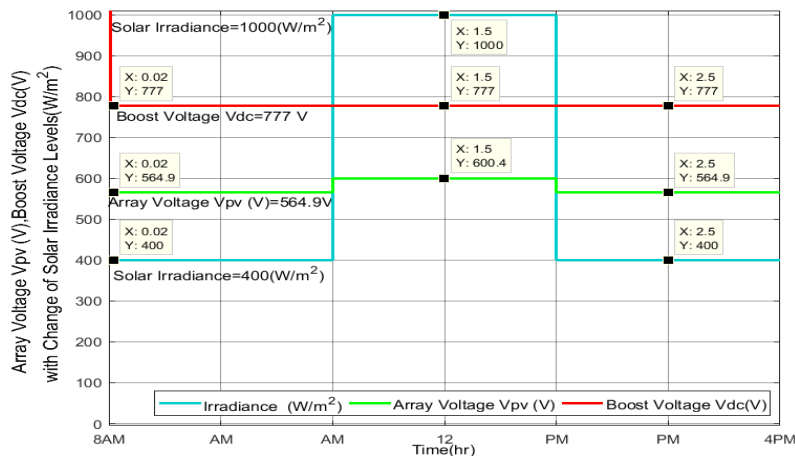 Array Voltage Vpv (V),Boost Voltage Vdc(V)
with Change of Solar Irradiance Levels(W/m²)
1000
900
800
700
600
500
400
300
200
100
0
Solar Irradiance=1000(W/m²)
X: 1.5
Y: 1000
X: 0.02
Y: 777
X: 1.5
Y: 777
X: 2.5
Y: 777
Boost Voltage Vdc=777 V
X: 0.02
Y: 564.9
X: 1.5
Y: 600.4
X: 2.5
Y: 564.9
Array Voltage Vpv (V)=564.9V
X: 0.02
Y: 400
X: 2.5
Y: 400
Solar Irradiance=400(W/m²)
Irradiance (W/m²)
Array Voltage Vpv (V)
Boost Voltage Vdc(V)
8AM
AM
AM
12
PM
PM
4PM
Time(hr)